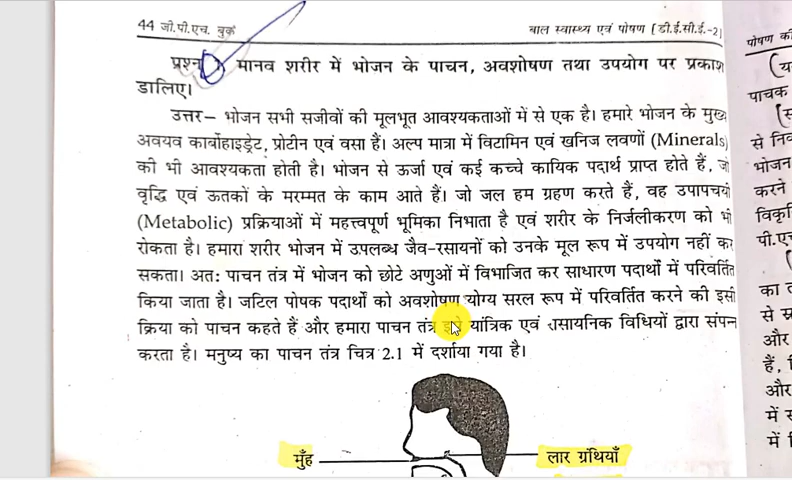 44 जी.पी.एच. बुक्स
बाल स्वास्थ्य एवं पोषण [डी.ई.सी.ई.-2]
प्रश्न मानव शरीर में भोजन के पाचन, अवशोषण तथा उपयोग पर प्रकाश
डालिए।
उत्तर– भोजन सभी सजीवों की मूलभूत आवश्यकताओं में से एक है। हमारे भोजन के मुख्य
अवयव कार्बोहाइड्रेट, प्रोटीन एवं वसा हैं। अल्प मात्रा में विटामिन एवं खनिज लवणों (Minerals)
की भी आवश्यकता होती है। भोजन से ऊर्जा एवं कई कच्चे कायिक पदार्थ प्राप्त होते हैं, जो
वृद्धि एवं ऊतकों के मरम्मत के काम आते हैं। जो जल हम ग्रहण करते हैं, वह उपापचयी
(Metabolic) प्रक्रियाओं में महत्त्वपूर्ण भूमिका निभाता है एवं शरीर के निर्जलीकरण को भी
रोकता है। हमारा शरीर भोजन में उपलब्ध जैव-रसायनों को उनके मूल रूप में उपयोग नहीं कर
सकता। अतः पाचन तंत्र में भोजन को छोटे अणुओं में विभाजित कर साधारण पदार्थों में परिवर्तित
किया जाता है। जटिल पोषक पदार्थों को अवशोषण योग्य सरल रूप में परिवर्तित करने की इसी
क्रिया को पाचन कहते हैं और हमारा पाचन तंत्र इसे यांत्रिक एवं रासायनिक विधियों द्वारा संपन्न
करता है। मनुष्य का पाचन तंत्र चित्र 2.1 में दर्शाया गया है।
मुँह
लार ग्रंथियाँ
पोषण की
पाचक
से निव
भोजन
करने
विकृ
पी.एच
का त
से स्र
और
हैं,
और
में स
में